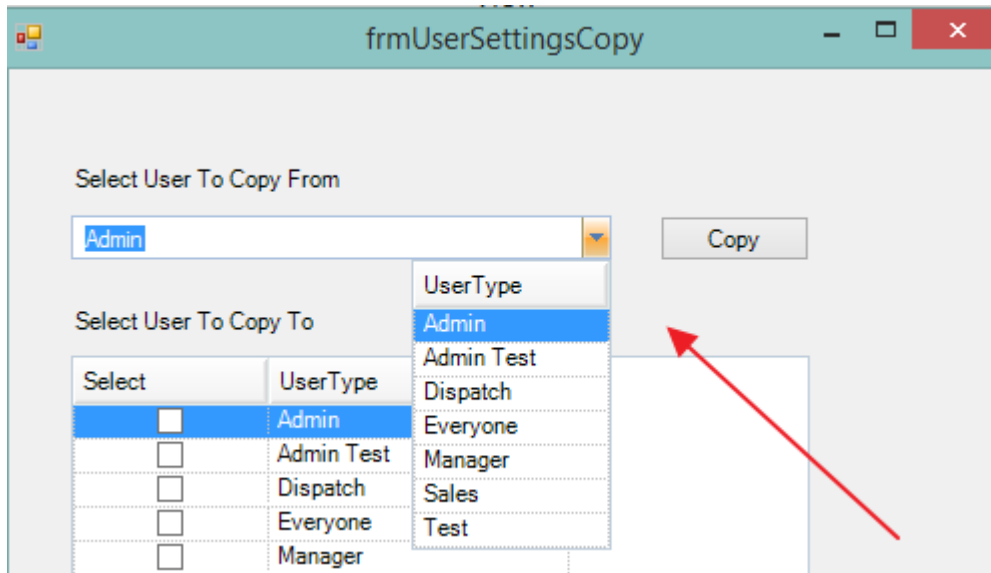 frmUserSettingsCopy
Select User To Copy From
Admin
Copy
UserType
Admin
Admin Test
Dispatch
Everyone
Manager
Sales
Test
Select User To Copy To
Select UserType
Admin
Admin Test
Dispatch
Everyone
Manager